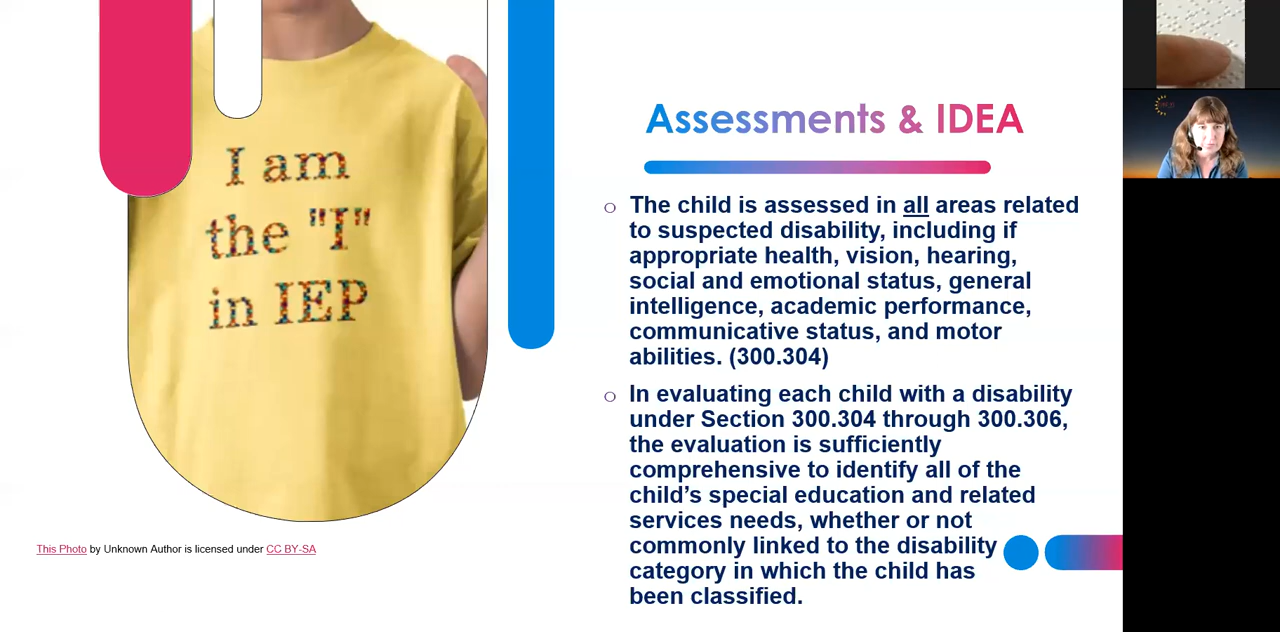 I am
the "I"
in IEP
Assessments & IDEA
The child is assessed in all areas related
to suspected disability, including if
appropriate health, vision, hearing,
social and emotional status, general
intelligence, academic performance,
communicative status, and motor
abilities. (300.304)
In evaluating each child with a disability
under Section 300.304 through 300.306,
the evaluation is sufficiently
comprehensive to identify all of the
child’s special education and related
services needs, whether or not
commonly linked to the disability
category in which the child has
been classified.
This Photo by Unknown Author is licensed under CC BY-SA